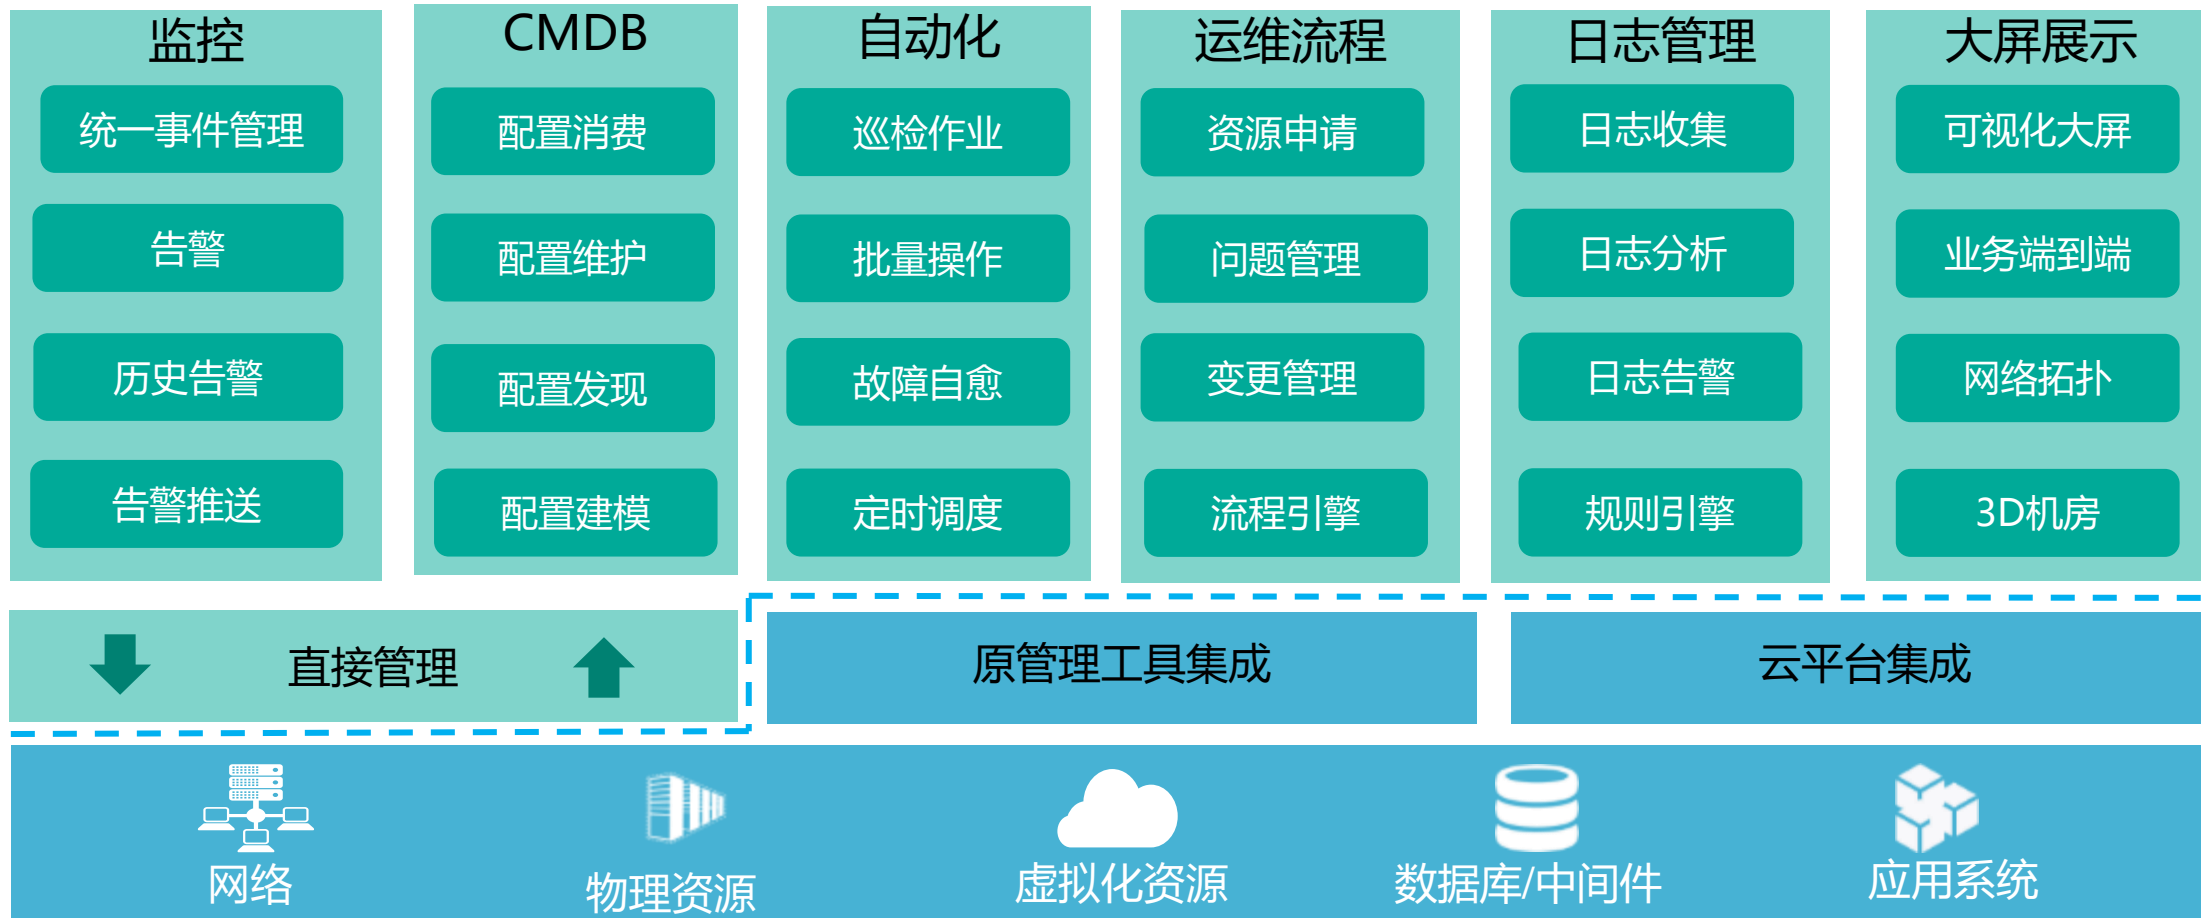 监控
统一事件管理
告警
历史告警
告警推送
CMDB
配置消费
配置维护
配置发现
配置建模
自动化
巡检作业
批量操作
故障自愈
定时调度
运维流程
资源申请
问题管理
变更管理
流程引擎
日志管理
日志收集
日志分析
日志告警
规则引擎
大屏展示
可视化大屏
业务端到端
网络拓扑
3D机房
直接管理
原管理工具集成
云平台集成
网络
物理资源
虚拟化资源
数据库/中间件
应用系统